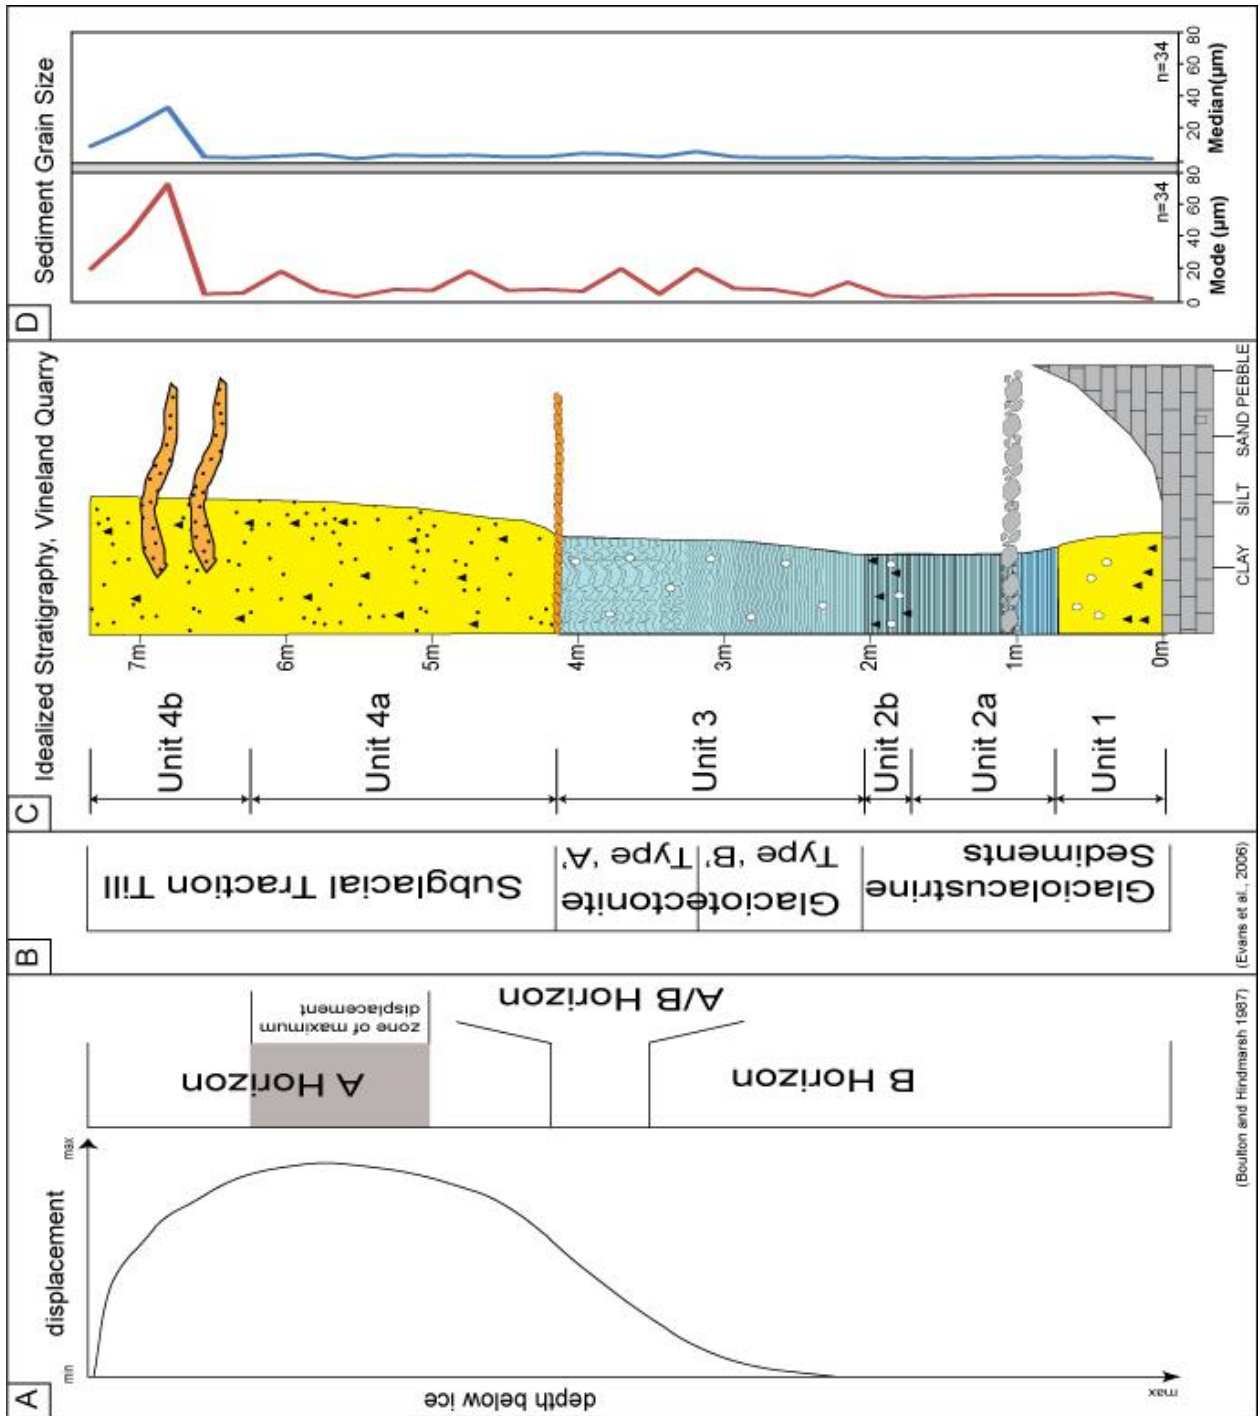 A
displacement
min
max
depth below ice
max
A Horizon
zone of maximum
displacement
A/B Horizon
B Horizon
(Boulton and Hindmarsh 1987)
B
Subglacial Traction Till
Glaciotectonite
Type 'B' Type 'A'
Glaciolacustrine
Sediments
(Evans et al., 2006)
C
Idealized Stratigraphy, Vineland Quarry
Unit 4b
Unit 4a
Unit 3
Unit 2b
Unit 2a
Unit 1
7m
6m
5m
4m
3m
2m
1m
0m
CLAY
SILT
SAND
PEBBLE
D
Sediment Grain Size
n=34
0
20
40
60
80
Mode (µm)
n=34
20
40
60
80
Median(µm)